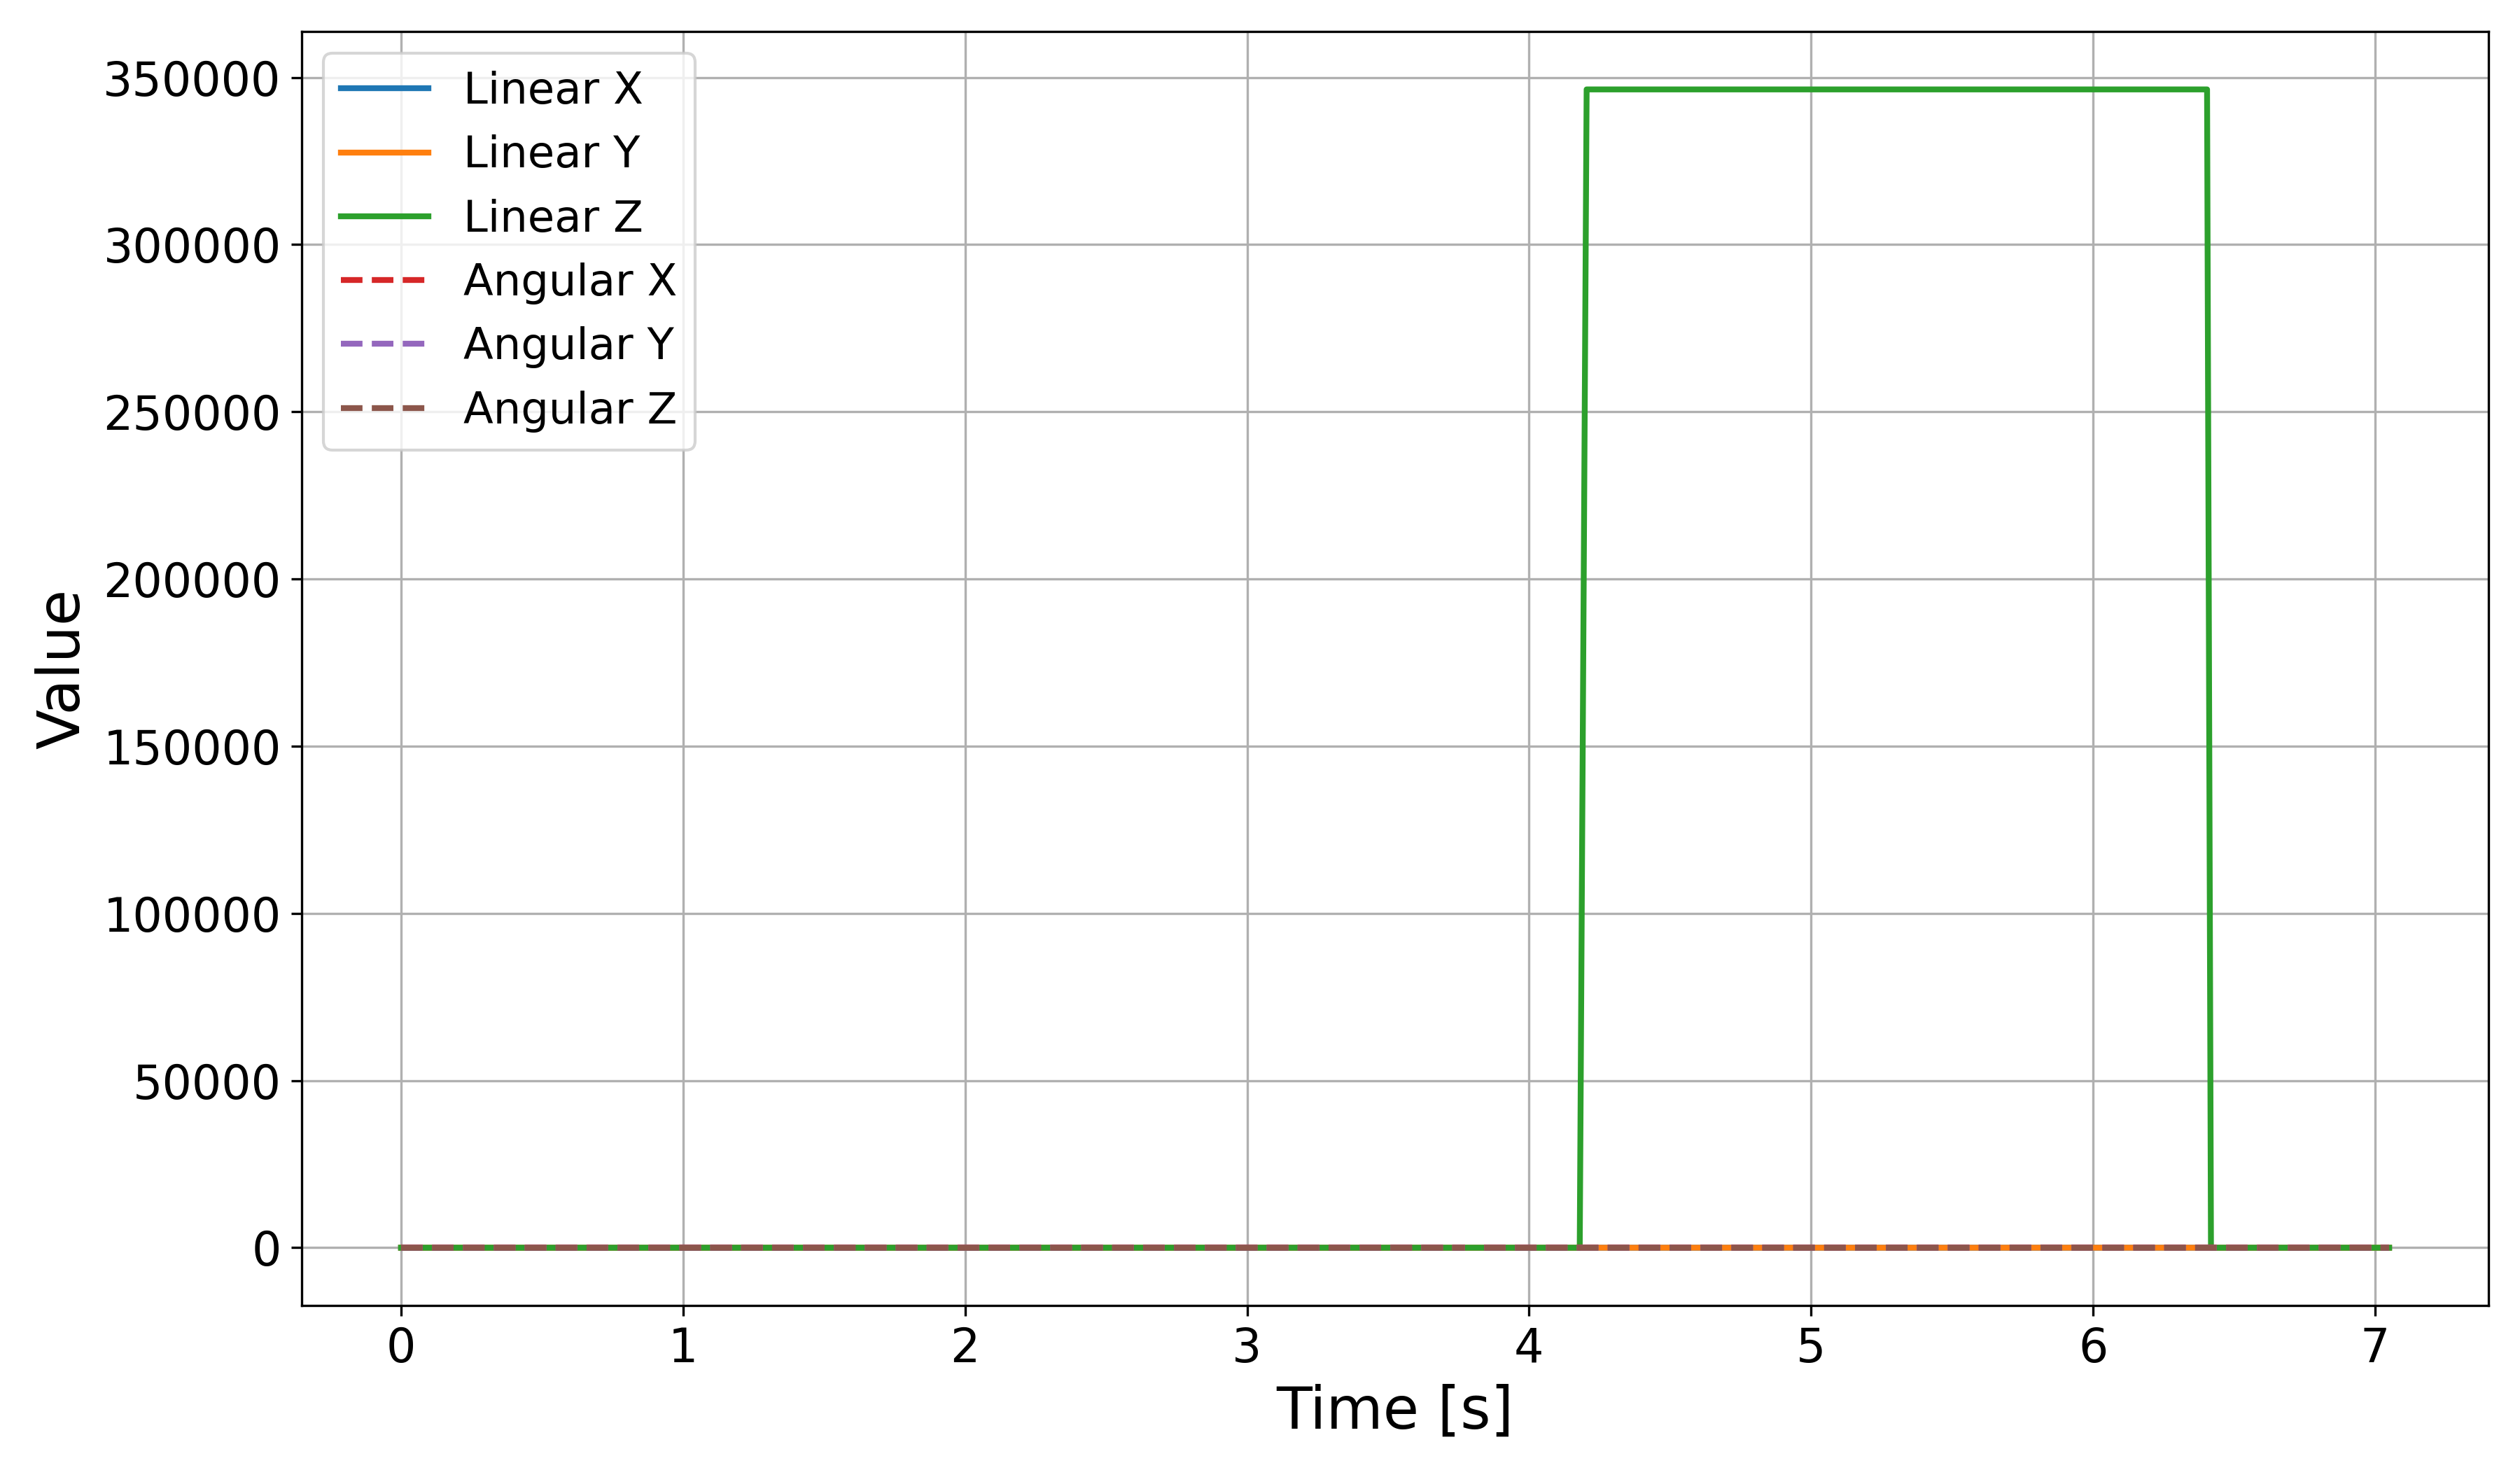 350000
300000
250000
200000
150000
100000
50000
0
Value
Linear X
Linear Y
Linear Z
Angular X
Angular Y
Angular Z
0 1 2 3 4 5 6 7
Time [s]